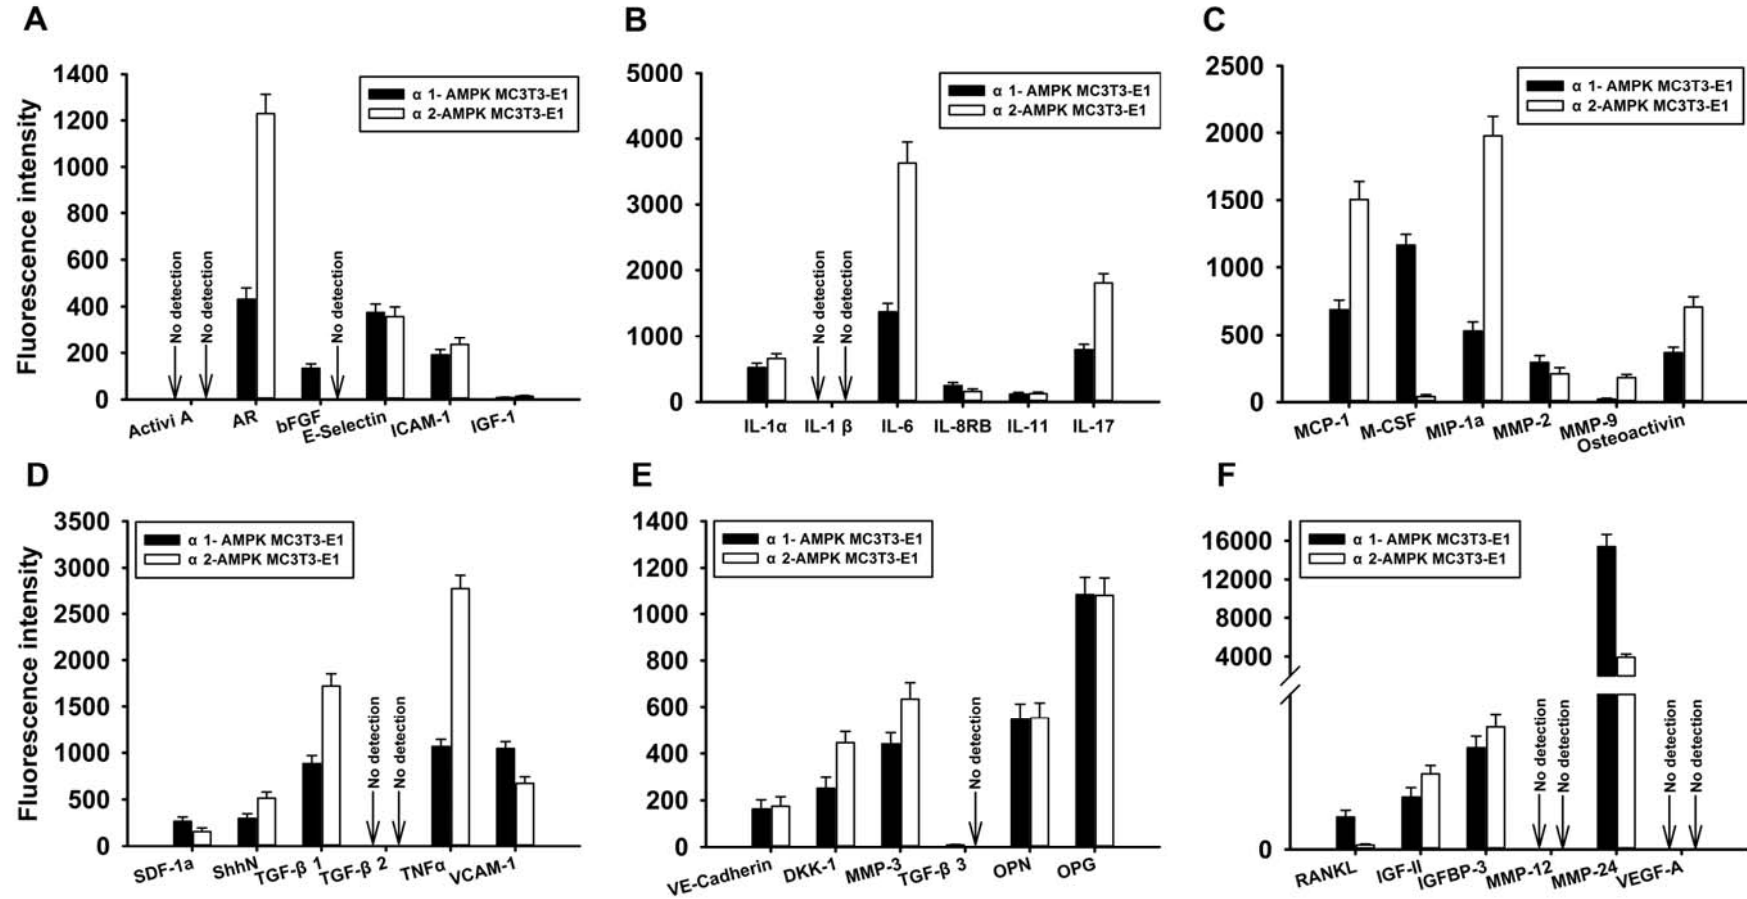 A
Fluorescence intensity
1400
1200
1000
800
600
400
200
0
α 1- AMPK MC3T3-E1
α 2-AMPK MC3T3-E1
No detection
No detection
No detection
Activi A
AR
bFGF
E-Selectin
ICAM-1
IGF-1
B
5000
4000
3000
2000
1000
0
α 1- AMPK MC3T3-E1
α 2-AMPK MC3T3-E1
No detection
No detection
IL-1α
IL-1 β
IL-6
IL-8RB
IL-11
IL-17
C
2500
2000
1500
1000
500
0
α 1- AMPK MC3T3-E1
α 2-AMPK MC3T3-E1
MCP-1
M-CSF
MIP-1a
MMP-2
MMP-9
Osteoactivin
D
Fluorescence intensity
3500
3000
2500
2000
1500
1000
500
0
α 1- AMPK MC3T3-E1
α 2-AMPK MC3T3-E1
No detection
No detection
SDF-1a
ShhN
TGF-β 1
TGF-β 2
TNFα
VCAM-1
E
1400
1200
1000
800
600
400
200
0
α 1- AMPK MC3T3-E1
α 2-AMPK MC3T3-E1
No detection
VE-Cadherin
DKK-1
MMP-3
TGF-β 3
OPN
OPG
F
16000
12000
8000
4000
0
α 1- AMPK MC3T3-E1
α 2-AMPK MC3T3-E1
No detection
No detection
No detection
No detection
RANKL
IGF-II
IGFBP-3
MMP-12
MMP-24
VEGF-A